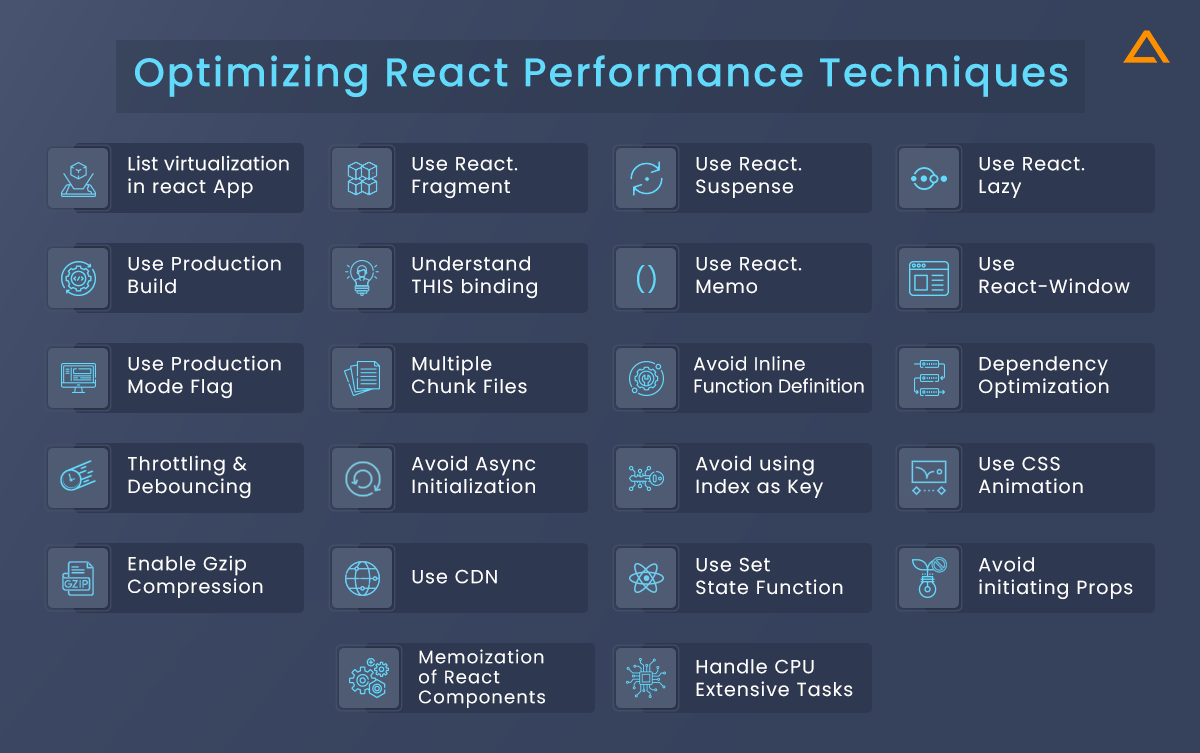 Optimizing React Performance Techniques
List virtualization
in react App
Use React.
Fragment
Use React.
Suspense
Use React.
Lazy
Use Production
Build
Understand
THIS binding
()
Use React.
Memo
Use
React-Window
Use Production
Mode Flag
Multiple
Chunk Files
Avoid Inline
Function Definition
Dependency
Optimization
Throttling &
Debouncing
Avoid Async
Initialization
Avoid using
Index as Key
Use CSS
Animation
GZIP
Enable Gzip
Compression
Use CDN
Use Set
State Function
Avoid
initiating Props
Memoization
of React
Components
Handle CPU
Extensive Tasks